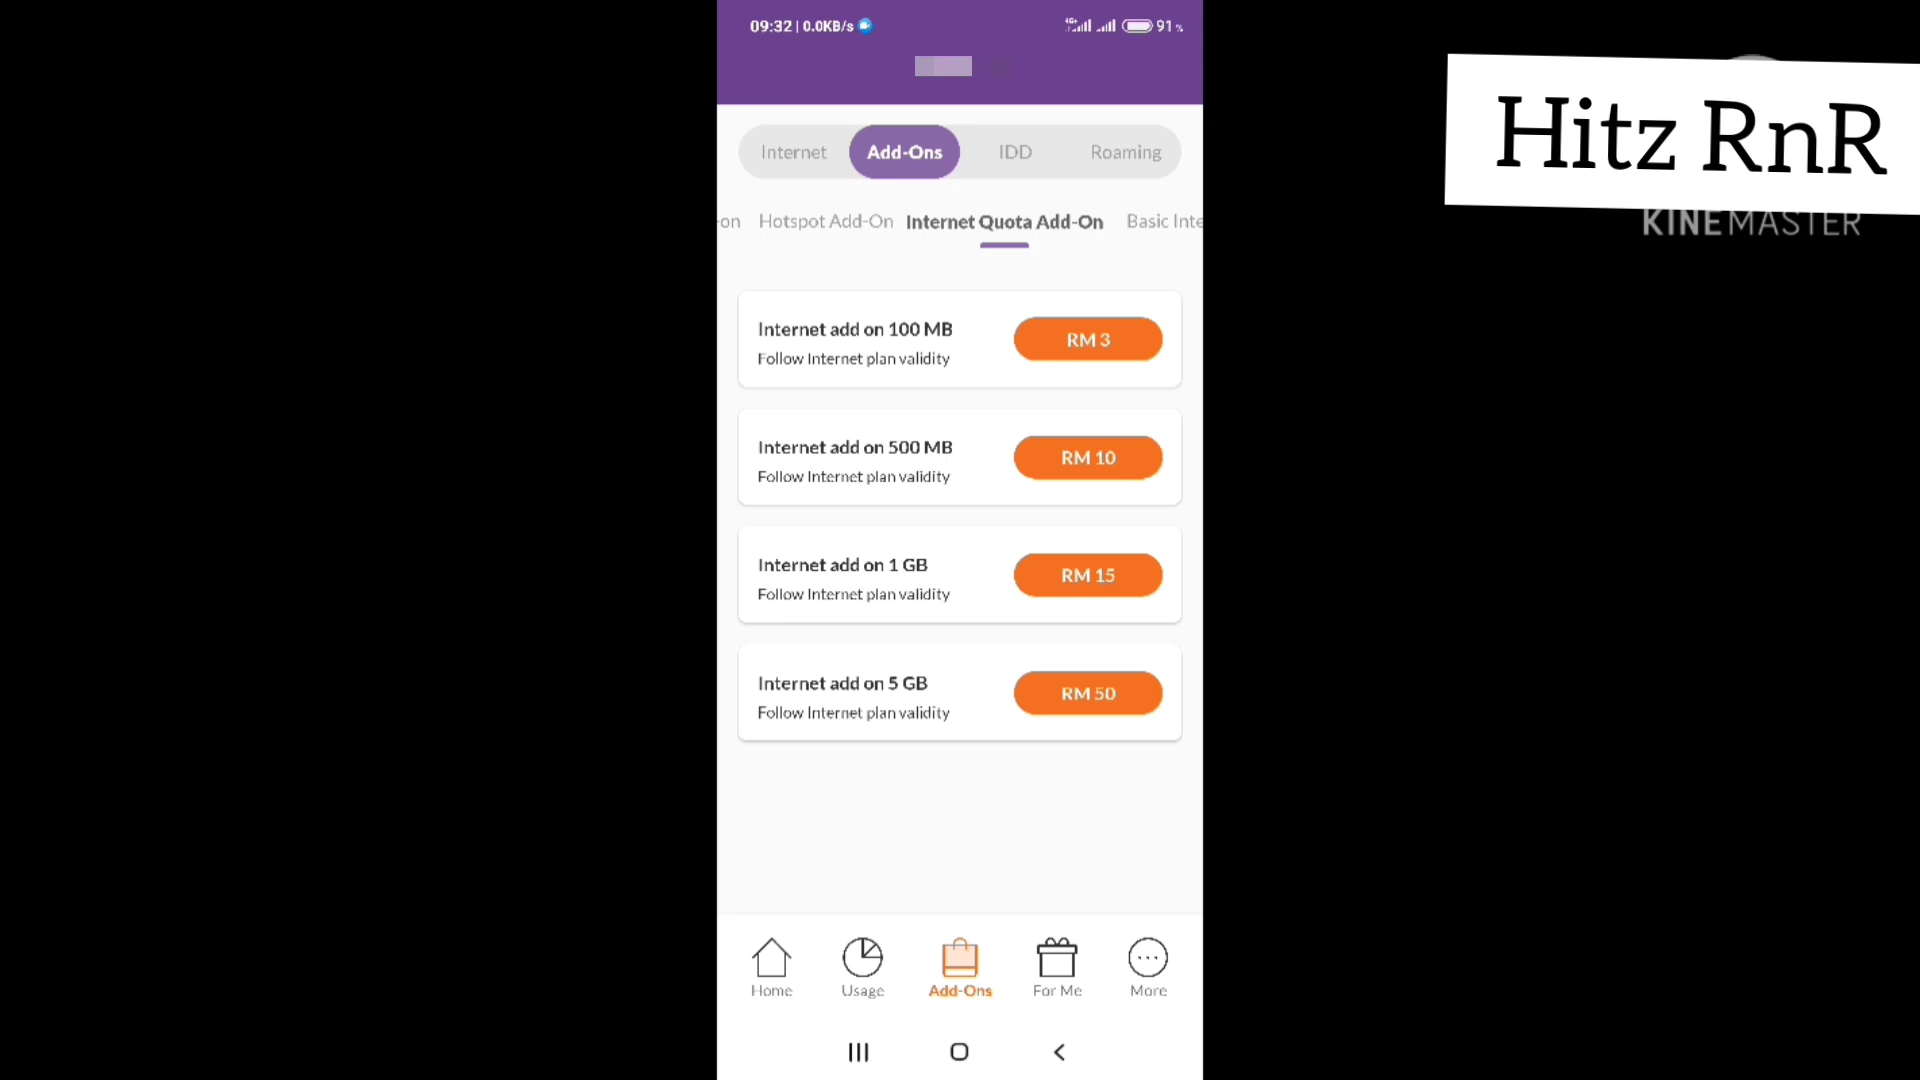 09:32 | 0.0KB/s
4G+
91%
Hitz RnR
KINEMASTER
Internet
Add-Ons
IDD
Roaming
-on
Hotspot Add-On
Internet Quota Add-On
Basic Inte
Internet add on 100 MB
Follow Internet plan validity
RM 3
Internet add on 500 MB
Follow Internet plan validity
RM 10
Internet add on 1 GB
Follow Internet plan validity
RM 15
Internet add on 5 GB
Follow Internet plan validity
RM 50
Home
Usage
Add-Ons
For Me
More